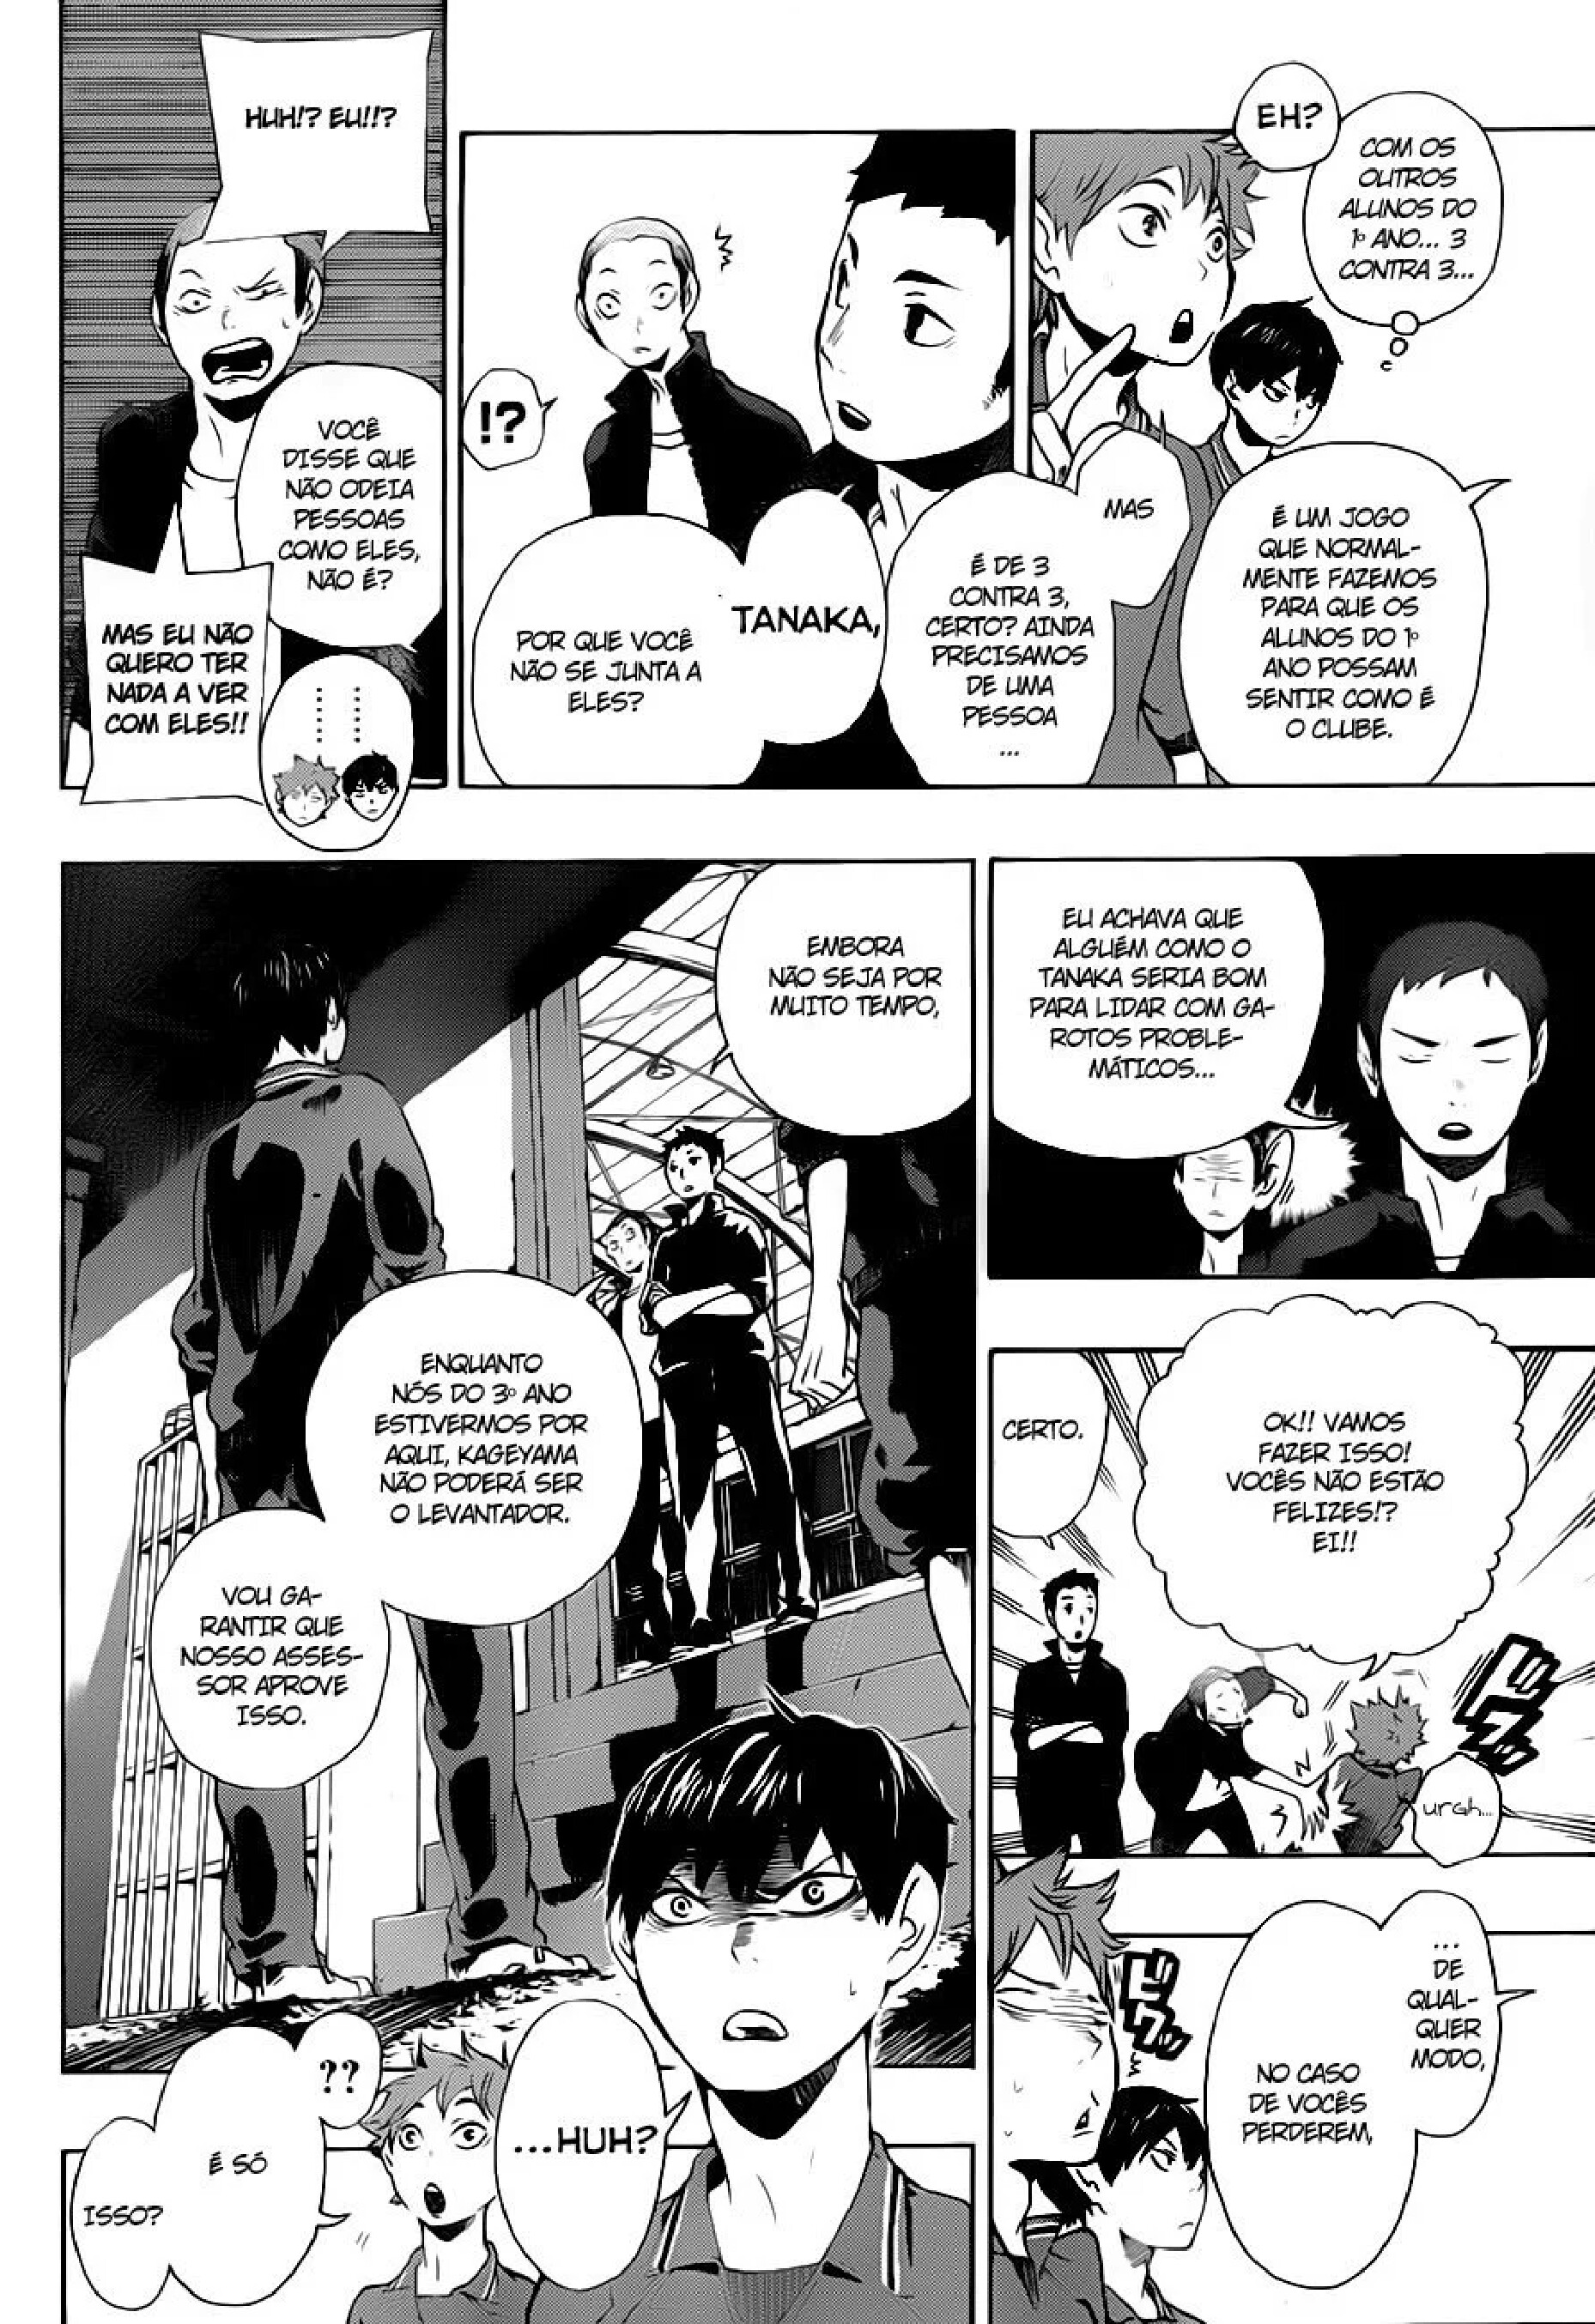 EH?
COM OS
OUTROS
ALUNOS DO
1º ANO... 3
CONTRA 3...
É UM JOGO
QUE NORMAL-
MENTE FAZEMOS
PARA QUE OS
ALUNOS DO 1º
ANO POSSAM
SENTIR COMO É
O CLUBE.
MAS
É DE 3
CONTRA 3,
CERTO? AINDA
PRECISAMOS
DE UMA
PESSOA
...
TANAKA,
POR QUE VOCÊ
NÃO SE JUNTA A
ELES?
!?
HUH!? EU!!?
VOCÊ
DISSE QUE
NÃO ODEIA
PESSOAS
COMO ELES,
NÃO É?
MAS EU NÃO
QUERO TER
NADA A VER
COM ELES!!
......
......
EU ACHAVA QUE
ALGUÉM COMO O
TANAKA SERIA BOM
PARA LIDAR COM GA-
ROTOS PROBLE-
MÁTICOS...
OK!! VAMOS
FAZER ISSO!
VOCÊS NÃO ESTÃO
FELIZES!?
EI!!
CERTO.
ドフッ
urgh...
...
DE
QUAL-
QUER
MODO,
NO CASO
DE VOCÊS
PERDEREM,
ドクッ
EMBORA
NÃO SEJA POR
MUITO TEMPO,
ENQUANTO
NÓS DO 3º ANO
ESTIVERMOS POR
AQUI, KAGEYAMA
NÃO PODERÁ SER
O LEVANTADOR.
VOU GA-
RANTIR QUE
NOSSO ASSES-
SOR APROVE
ISSO.
...HUH?
??
É SÓ
ISSO?